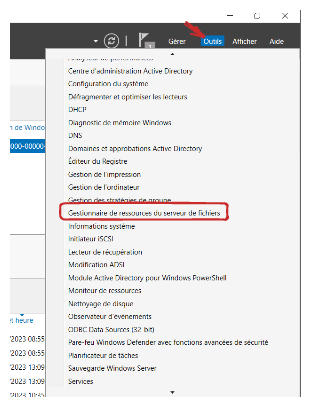 Gérer Outils Afficher Aide
Centre d'administration Active Directory
Configuration du système
Défragmenter et optimiser les lecteurs
DHCP
n de Windo
Diagnostic de mémoire Windows
DNS
000-00000-
Domaines et approbations Active Directory
Éditeur du Registre
Gestion de l'impression
Gestion de l'ordinateur
Gestion des stratégies de groupe
Gestionnaire de ressources du serveur de fichiers
Informations système
Initiateur iSCSI
Lecteur de récupération
Modification ADSI
Module Active Directory pour Windows PowerShell
Moniteur de ressources
Nettoyage de disque
et heure
Observateur d'événements
ODBC Data Sources (32-bit)
/2023 08:55
Pare-feu Windows Defender avec fonctions avancées de sécurité
/2023 08:55
Planificateur de tâches
/2023 13:09
Sauvegarde Windows Server
/2023 13:09
Services
/2023 10:35